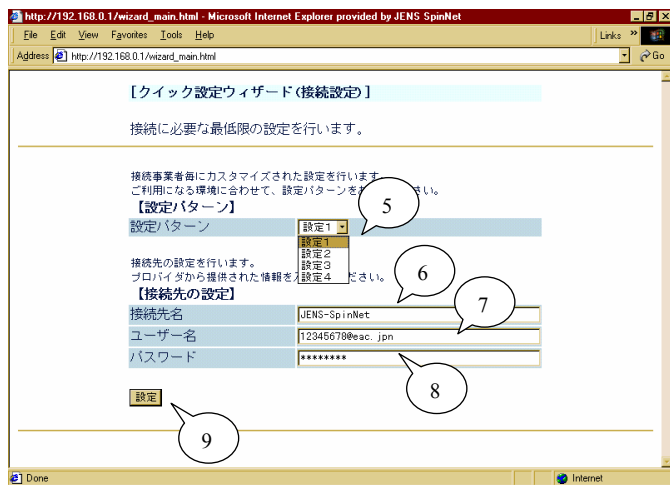 http://192.168.0.1/wizard_main.html - Microsoft Internet Explorer provided by JENS SpinNet
File Edit View Favorites Tools Help Links »
Address http://192.168.0.1/wizard_main.html Go
[クイック設定ウィザード(接続設定)]
接続に必要な最低限の設定を行います。
接続事業者毎にカスタマイズされた設定を行います。
ご利用になる環境に合わせて、設定パターンをお さい。
5
【設定パターン】
設定パターン 設定1
設定1
設定2
設定3
設定4
接続先の設定を行います。
プロバイダから提供された情報を入 ださい。
6
【接続先の設定】
7
接続先名 JENS-SpinNet
ユーザー名 12345678@eac.jpn
パスワード ********
8
設定
9
Done Internet